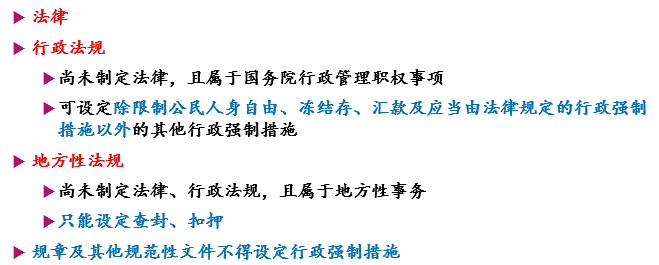 法律
行政法规
尚未制定法律，且属于国务院行政管理职权事项
可设定除限制公民人身自由、冻结存、汇款及应当由法律规定的行政强制
措施以外的其他行政强制措施
地方性法规
尚未制定法律、行政法规，且属于地方性事务
只能设定查封、扣押
规章及其他规范性文件不得设定行政强制措施